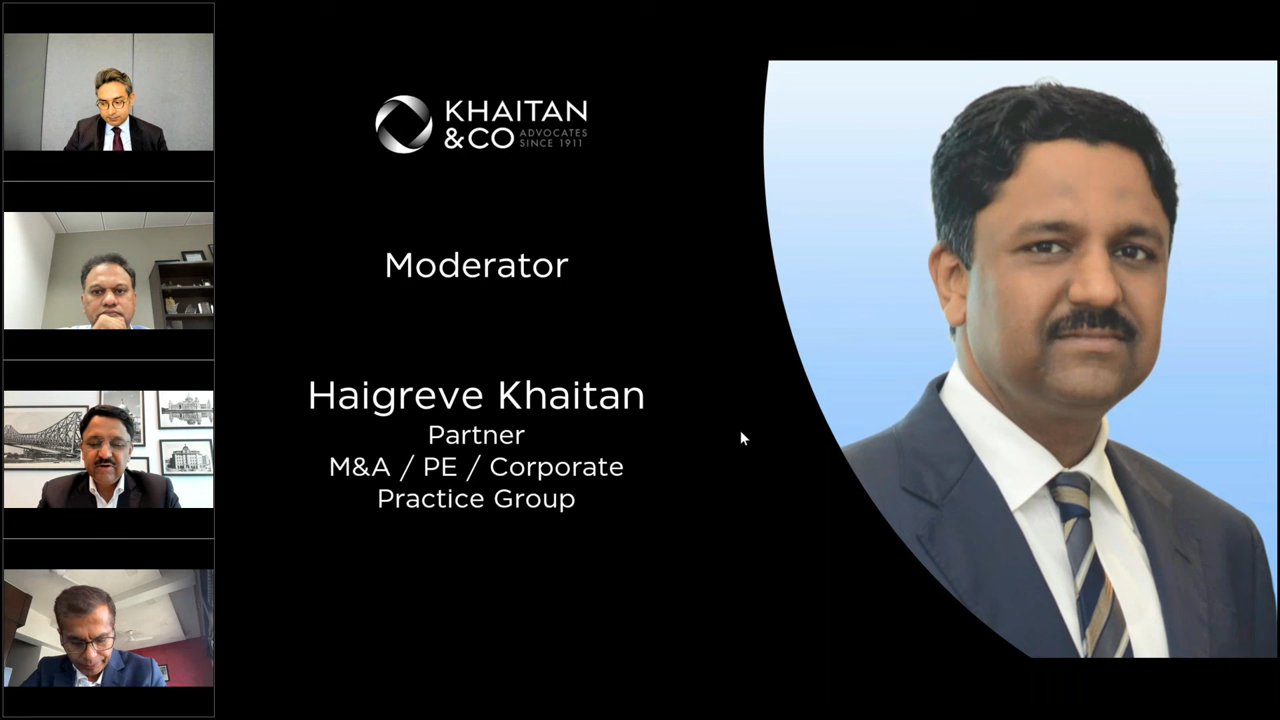 KHAITAN
&CO ADVOCATES
SINCE 1911
Moderator
Haigreve Khaitan
Partner
M&A / PE / Corporate
Practice Group